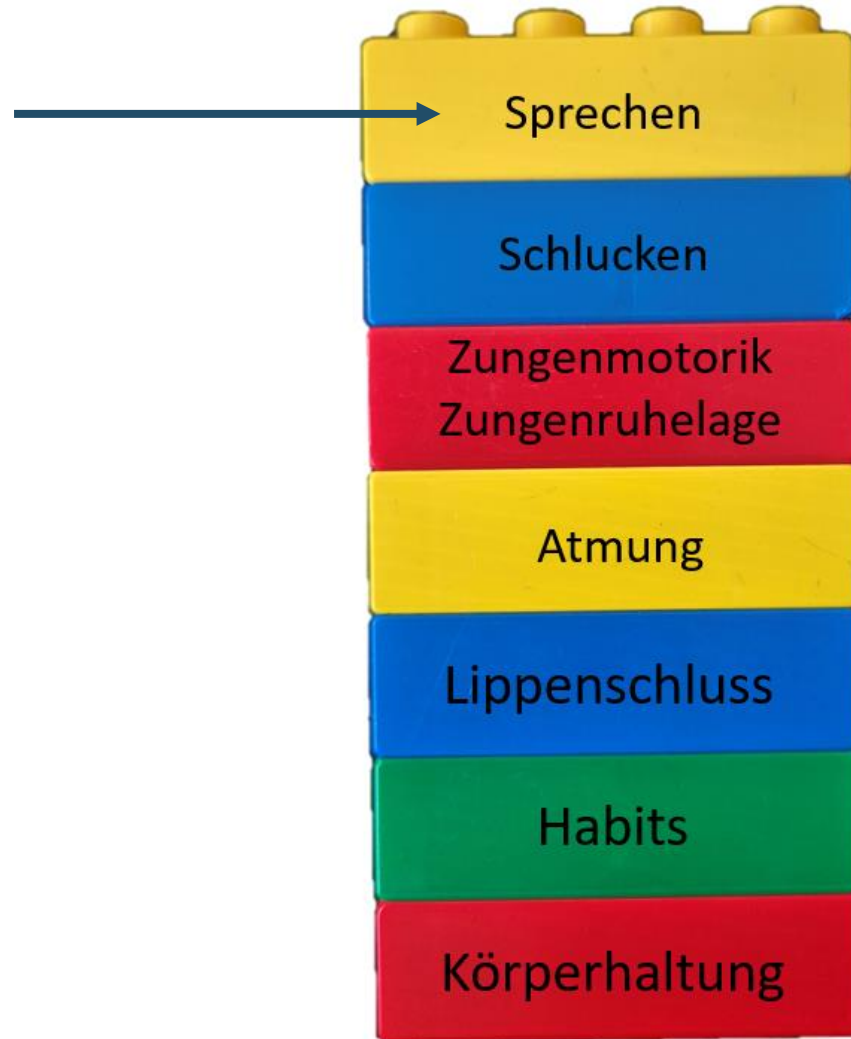 Sprechen
Schlucken
Zungenmotorik
Zungenruhelage
Atmung
Lippenschluss
Habits
Körperhaltung